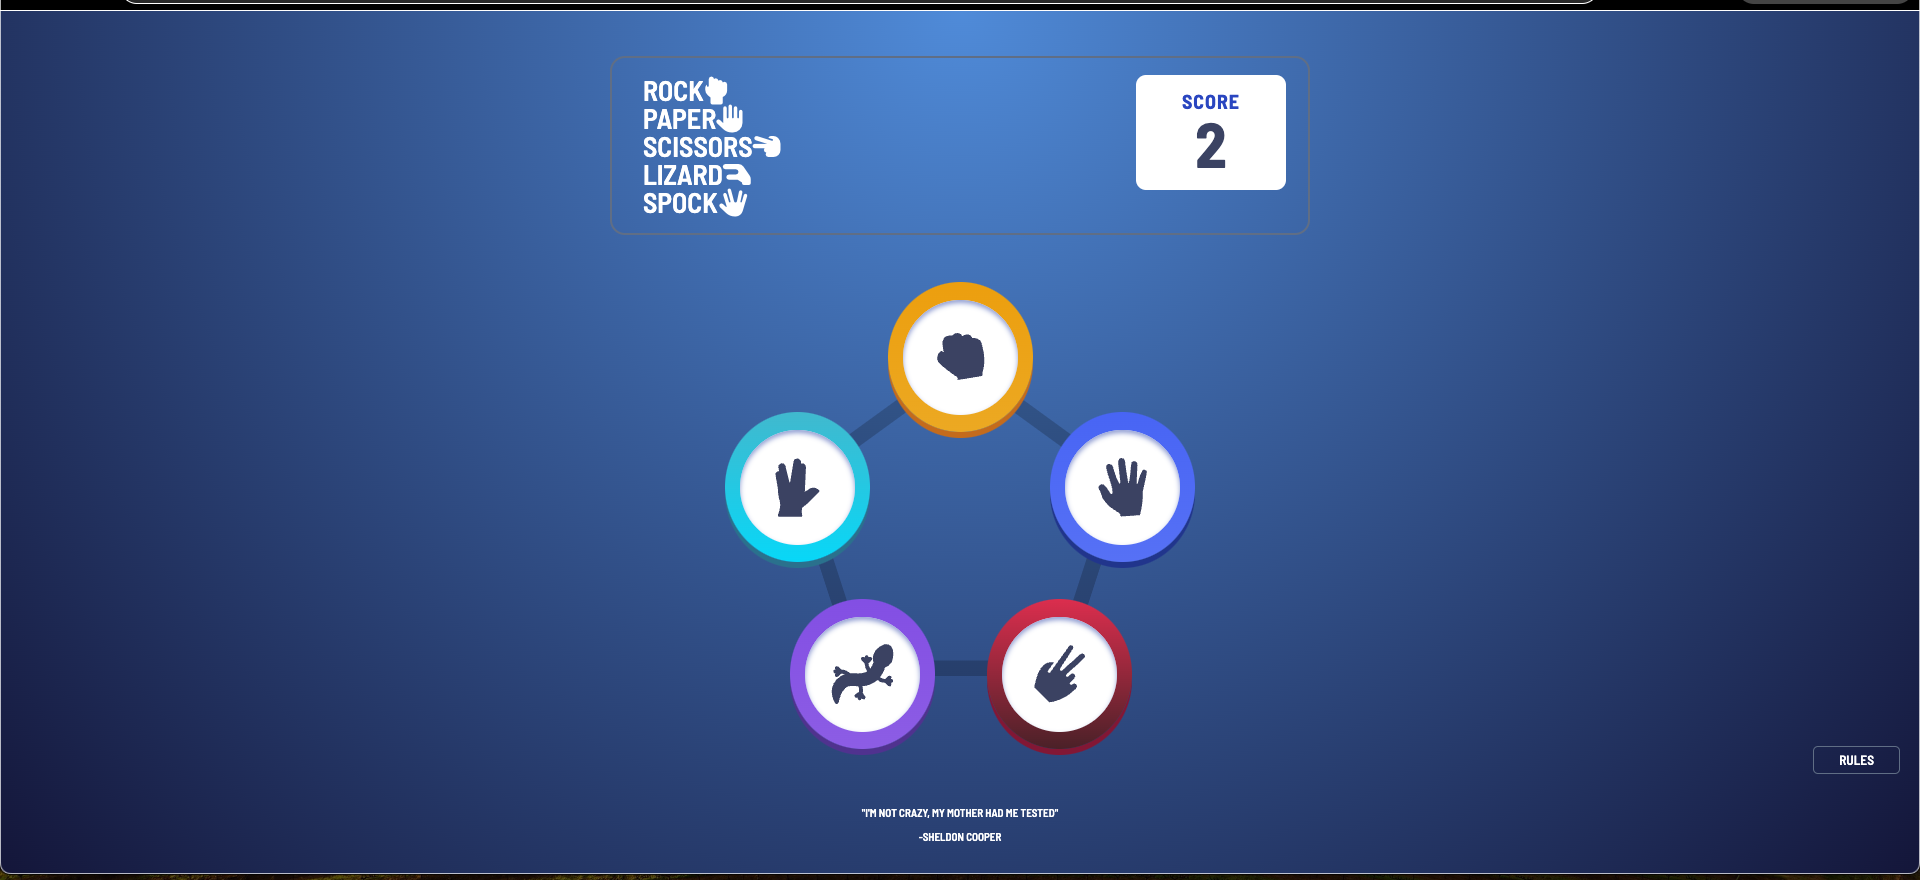 ROCK
PAPER
SCISSORS
LIZARD
SPOCK
SCORE
2
RULES
"I'M NOT CRAZY, MY MOTHER HAD ME TESTED"
-SHELDON COOPER